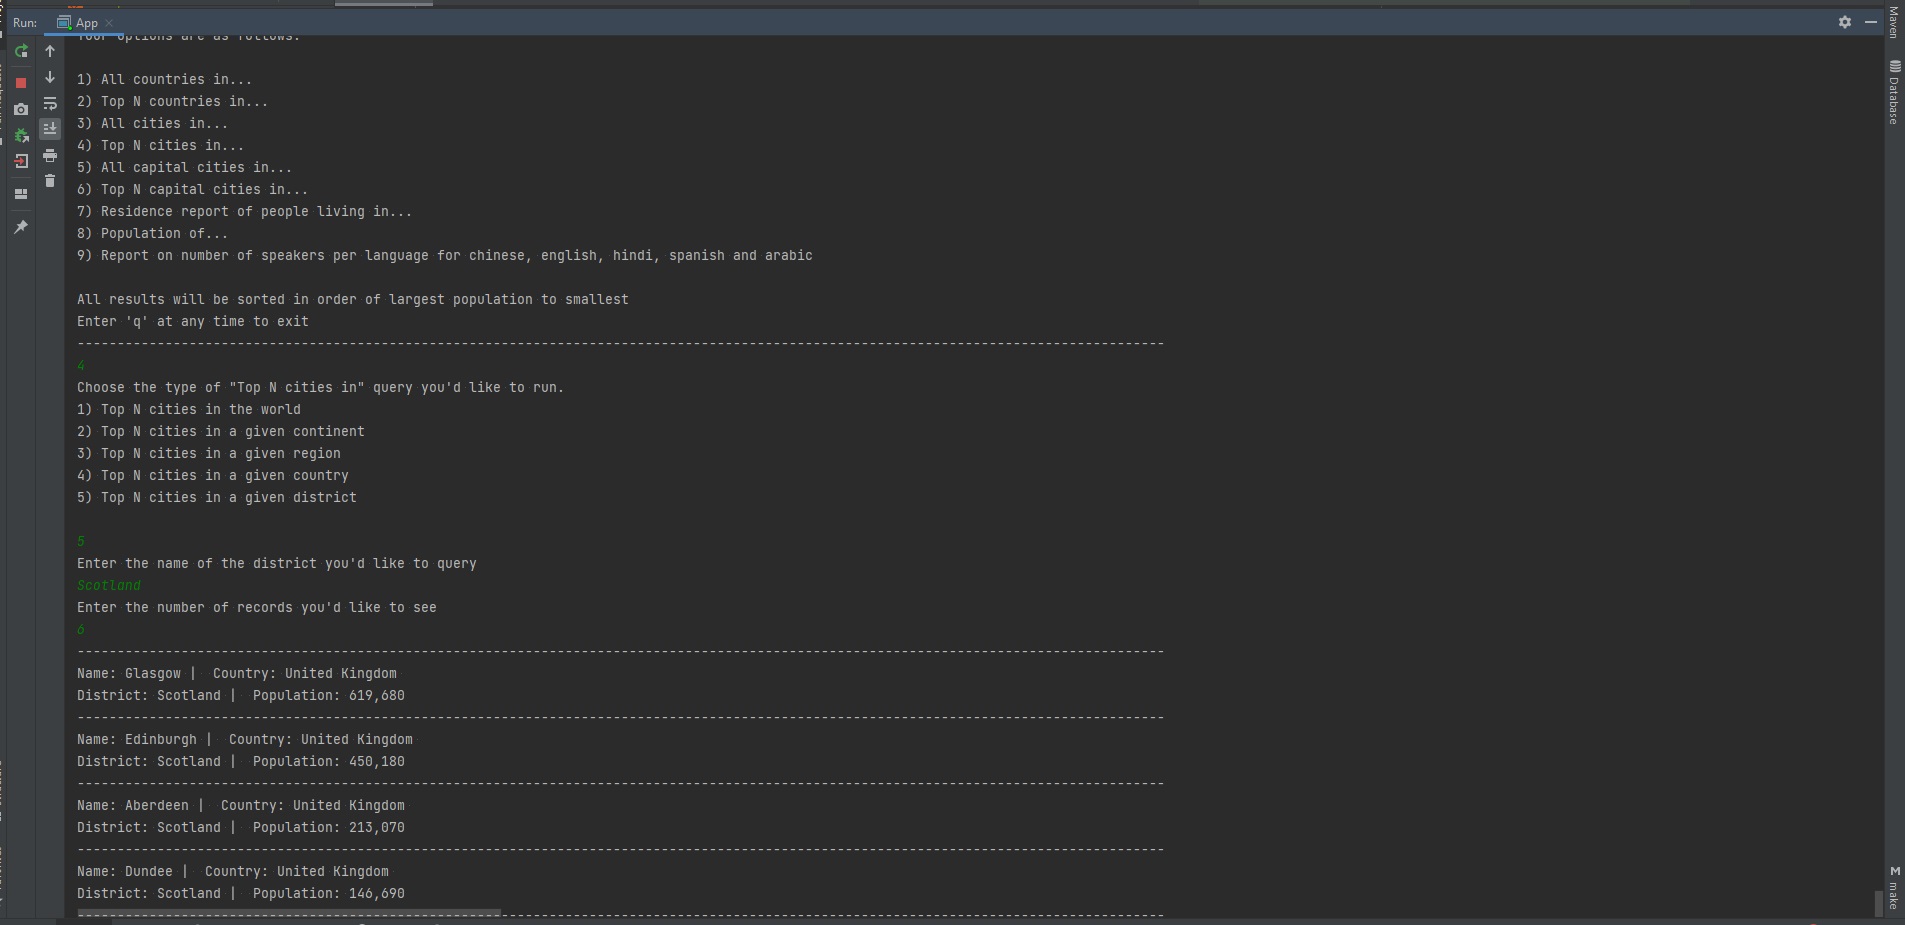 Run: App
Your options are as follows:
1) All countries in...
2) Top N countries in...
3) All cities in...
4) Top N cities in...
5) All capital cities in...
6) Top N capital cities in...
7) Residence report of people living in...
8) Population of...
9) Report on number of speakers per language for chinese, english, hindi, spanish and arabic
All results will be sorted in order of largest population to smallest
Enter 'q' at any time to exit
----------------------------------------------------------------------------------------------------------------------------------------
4
Choose the type of "Top N cities in" query you'd like to run.
1) Top N cities in the world
2) Top N cities in a given continent
3) Top N cities in a given region
4) Top N cities in a given country
5) Top N cities in a given district
5
Enter the name of the district you'd like to query
Scotland
Enter the number of records you'd like to see
6
----------------------------------------------------------------------------------------------------------------------------------------
Name: Glasgow |  Country: United Kingdom
District: Scotland |  Population: 619,680
----------------------------------------------------------------------------------------------------------------------------------------
Name: Edinburgh |  Country: United Kingdom
District: Scotland |  Population: 450,180
----------------------------------------------------------------------------------------------------------------------------------------
Name: Aberdeen |  Country: United Kingdom
District: Scotland |  Population: 213,070
----------------------------------------------------------------------------------------------------------------------------------------
Name: Dundee |  Country: United Kingdom
District: Scotland |  Population: 146,690
----------------------------------------------------------------------------------------------------------------------------------------
Maven
Database
make